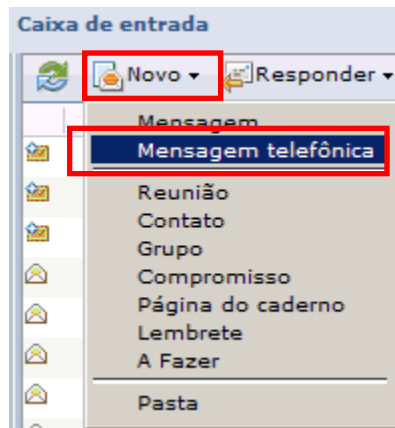 Caixa de entrada
Novo Responder
Mensagem
Mensagem telefônica
Reunião
Contato
Grupo
Compromisso
Página do caderno
Lembrete
A Fazer
Pasta